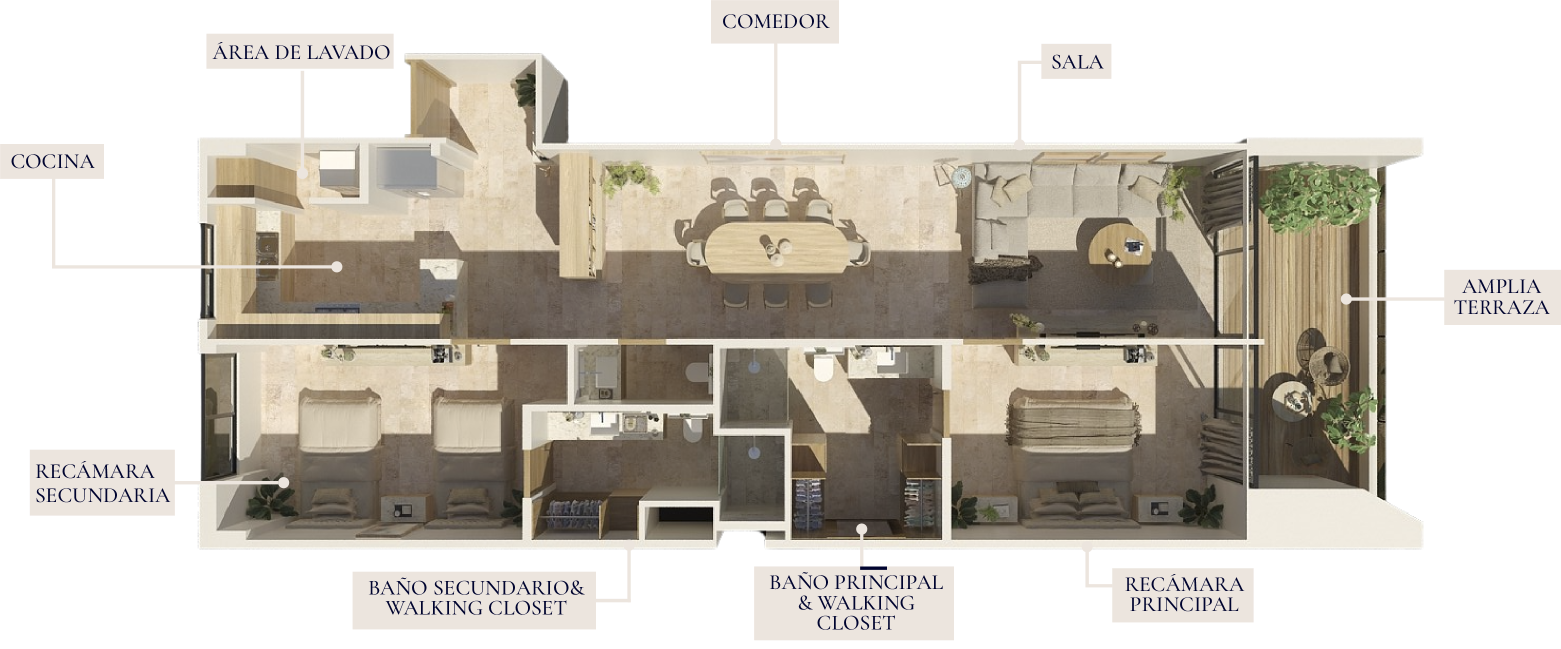 COMEDOR
ÁREA DE LAVADO
SALA
COCINA
AMPLIA
TERRAZA
RECÁMARA
SECUNDARIA
BAÑO SECUNDARIO&
WALKING CLOSET
BAÑO PRINCIPAL
& WALKING
CLOSET
RECÁMARA
PRINCIPAL